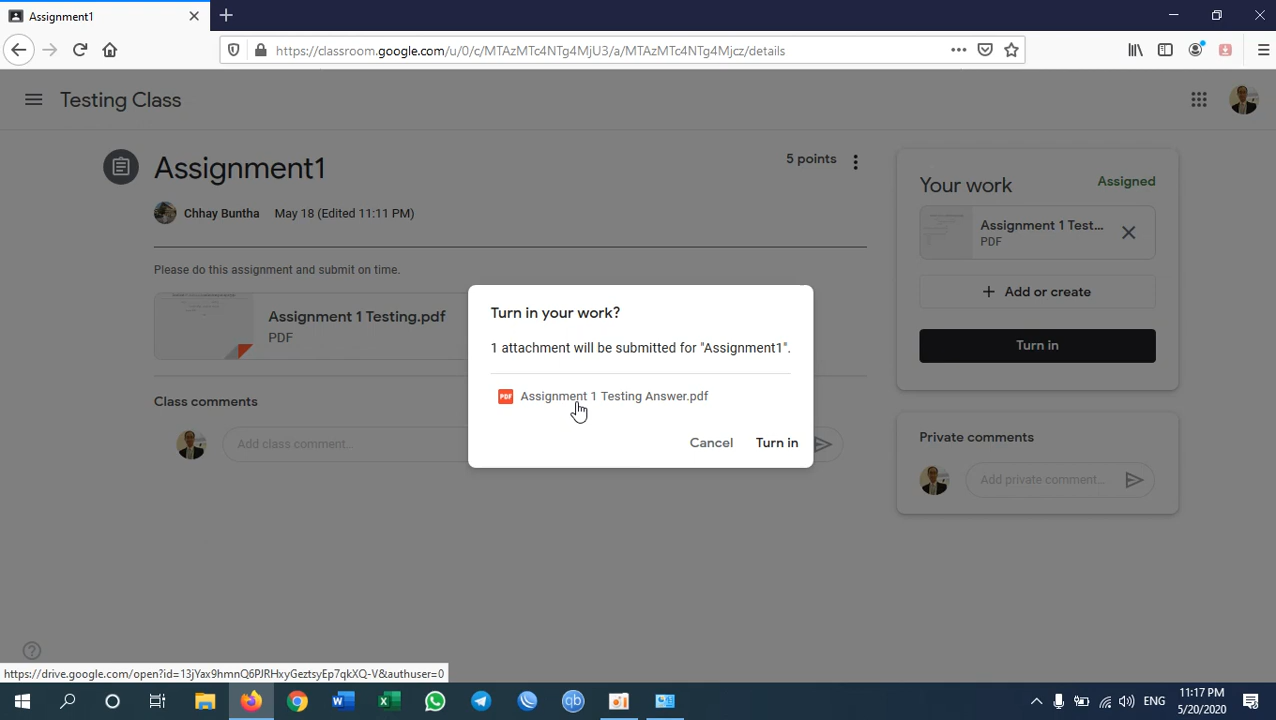 Assignment1
https://classroom.google.com/u/0/c/MTAzMTc4NTg4MjU3/a/MTAzMTc4NTg4Mjcz/details
Testing Class
Assignment1
5 points
Chhay Buntha May 18 (Edited 11:11 PM)
Please do this assignment and submit on time.
Assignment 1 Testing.pdf
PDF
Class comments
Add class comment...
Turn in your work?
1 attachment will be submitted for "Assignment1".
PDF Assignment 1 Testing Answer.pdf
Cancel Turn in
Your work Assigned
Assignment 1 Test...
PDF
+ Add or create
Turn in
Private comments
Add private comment...
https://drive.google.com/open?id=13jYax9hmnQ6PJRHxyGeztsyEp7qkXQ-V&authuser=0
ENG
11:17 PM
5/20/2020